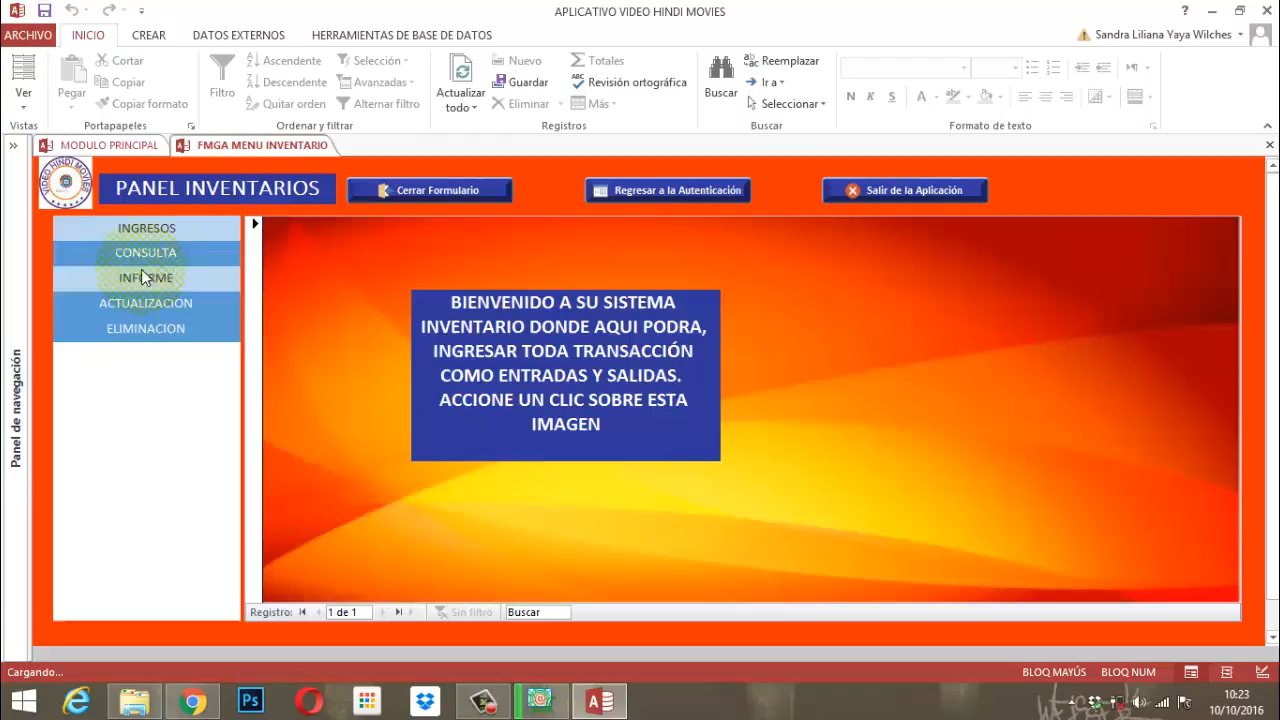 APLICATIVO VIDEO HINDI MOVIES
ARCHIVO INICIO CREAR DATOS EXTERNOS HERRAMIENTAS DE BASE DE DATOS
Sandra Liliana Yaya Wilches
Ver
Vistas
Pegar
Cortar
Copiar
Copiar formato
Portapapeles
Filtro
Ascendente
Descendente
Quitar orden
Selección
Avanzadas
Alternar filtro
Ordenar y filtrar
Actualizar
todo
Nuevo
Guardar
Eliminar
Totales
Revisión ortográfica
Más
Registros
Buscar
Reemplazar
Ir a
Seleccionar
Buscar
N K S A
Formato de texto
MODULO PRINCIPAL FMGA MENU INVENTARIO
VIDEO HINDI MOVIES
PANEL INVENTARIOS
Cerrar Formulario
Regresar a la Autenticación
Salir de la Aplicación
Panel de navegación
INGRESOS
CONSULTA
INFORME
ACTUALIZACION
ELIMINACION
BIENVENIDO A SU SISTEMA
INVENTARIO DONDE AQUI PODRA,
INGRESAR TODA TRANSACCIÓN
COMO ENTRADAS Y SALIDAS.
ACCIONE UN CLIC SOBRE ESTA
IMAGEN
Registro: 1 de 1 Sin filtro Buscar
Cargando...
BLOQ MAYÚS BLOQ NUM
Ps
10:23
10/10/2016